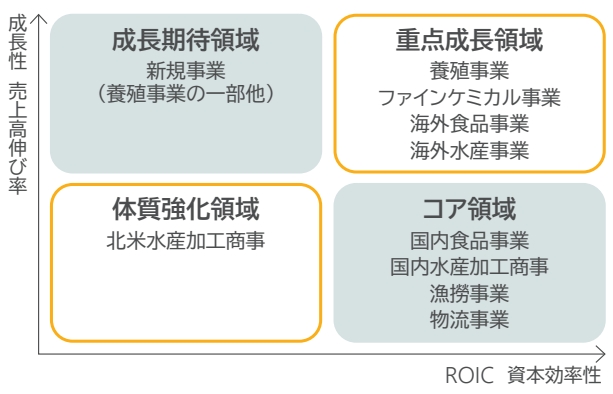 成長性 売上高伸び率
成長期待領域
新規事業
（養殖事業の一部他）
重点成長領域
養殖事業
ファインケミカル事業
海外食品事業
海外水産事業
体質強化領域
北米水産加工商事
コア領域
国内食品事業
国内水産加工商事
漁撈事業
物流事業
ROIC 資本効率性